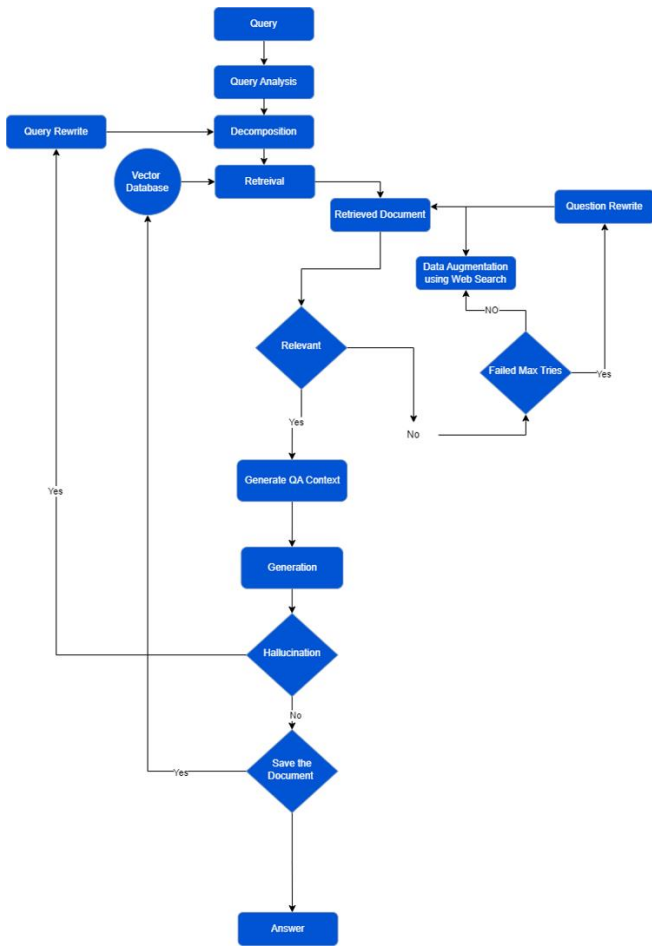 Query
Query Analysis
Query Rewrite
Decomposition
Vector
Database
Retreival
Retrieved Document
Question Rewrite
Data Augmentation
using Web Search
NO
Relevant
Failed Max Tries
Yes
No
Yes
Generate QA Context
Yes
Generation
Hallucination
No
Save the
Document
Yes
Answer